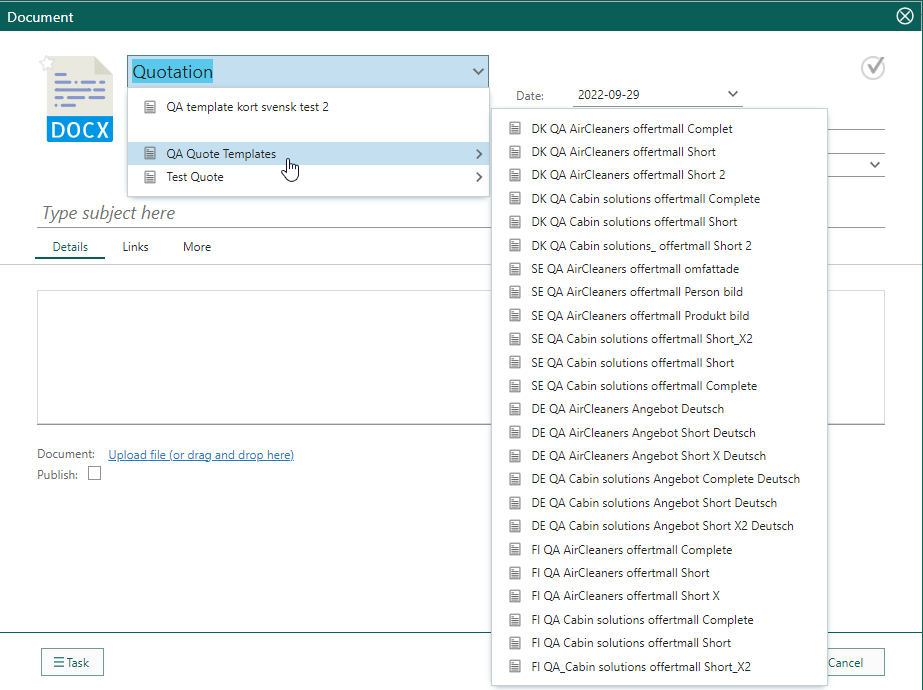 Document
DOCX
Quotation
QA template kort svensk test 2
QA Quote Templates
Test Quote
Date:
2022-09-29
Type subject here
Details
Links
More
Document:
Upload file (or drag and drop here)
Publish:
DK QA AirCleaners offertmall Complet
DK QA AirCleaners offertmall Short
DK QA AirCleaners offertmall Short 2
DK QA Cabin solutions offertmall Complete
DK QA Cabin solutions offertmall Short
DK QA Cabin solutions_ offertmall Short 2
SE QA AirCleaners offertmall omfattade
SE QA AirCleaners offertmall Person bild
SE QA AirCleaners offertmall Produkt bild
SE QA Cabin solutions offertmall Short_X2
SE QA Cabin solutions offertmall Short
SE QA Cabin solutions offertmall Complete
DE QA AirCleaners Angebot Deutsch
DE QA AirCleaners Angebot Short Deutsch
DE QA AirCleaners Angebot Short X Deutsch
DE QA Cabin solutions Angebot Complete Deutsch
DE QA Cabin solutions Angebot Short Deutsch
DE QA Cabin solutions Angebot Short X2 Deutsch
FI QA AirCleaners offertmall Complete
FI QA AirCleaners offertmall Short
FI QA AirCleaners offertmall Short X
FI QA Cabin solutions offertmall Complete
FI QA Cabin solutions offertmall Short
FI QA_Cabin solutions offertmall Short_X2
Task
Cancel